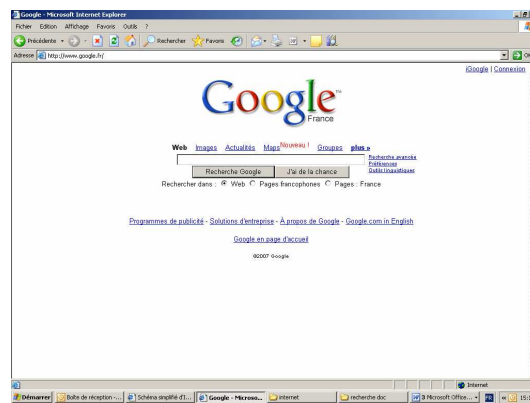 Google - Microsoft Internet Explorer
Fichier Edition Affichage Favoris Outils ?
Précédente Rechercher Favoris
Adresse http://www.google.fr/ OK
iGoogle | Connexion
Google™
France
Web Images Actualités Maps Nouveau ! Groupes plus »
Recherche avancée
Préférences
Outils linguistiques
Recherche Google J'ai de la chance
Rechercher dans : Web Pages francophones Pages : France
Programmes de publicité - Solutions d'entreprise - À propos de Google - Google.com in English
Google en page d'accueil
©2007 Google
Internet
Démarrer Boîte de réception -... Schéma simplifié d'I... Google - Microso... internet recherche doc 3 Microsoft Office... FR